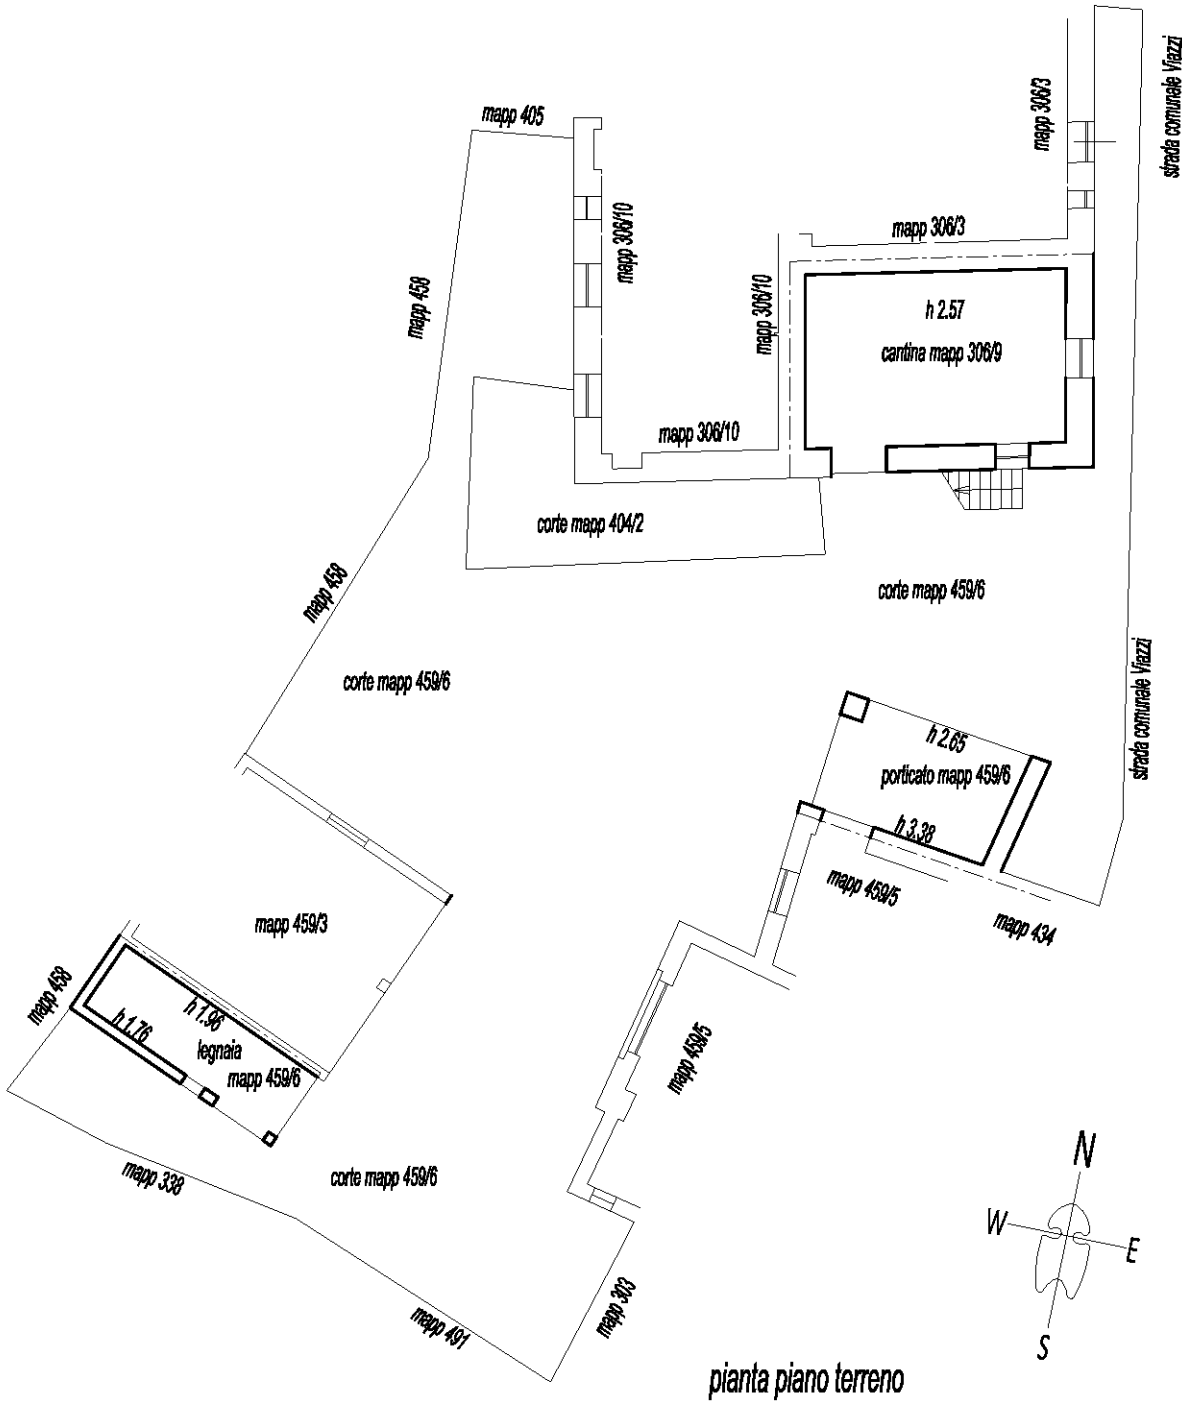 strada comunale Viazzi
mapp 405
mapp 306/3
mapp 306/10
mapp 306/3
mapp 458
mapp 306/10
h 2.57
cantina mapp 306/9
mapp 306/10
corte mapp 404/2
mapp 458
corte mapp 459/6
corte mapp 459/6
strada comunale Viazzi
h 2.65
porticato mapp 459/6
h 3.38
mapp 459/5
mapp 434
mapp 459/3
mapp 458
h 1.96
h 1.76
legnaia
mapp 459/6
mapp 459/5
mapp 338
corte mapp 459/6
mapp 303
mapp 491
N
W
E
S
pianta piano terreno